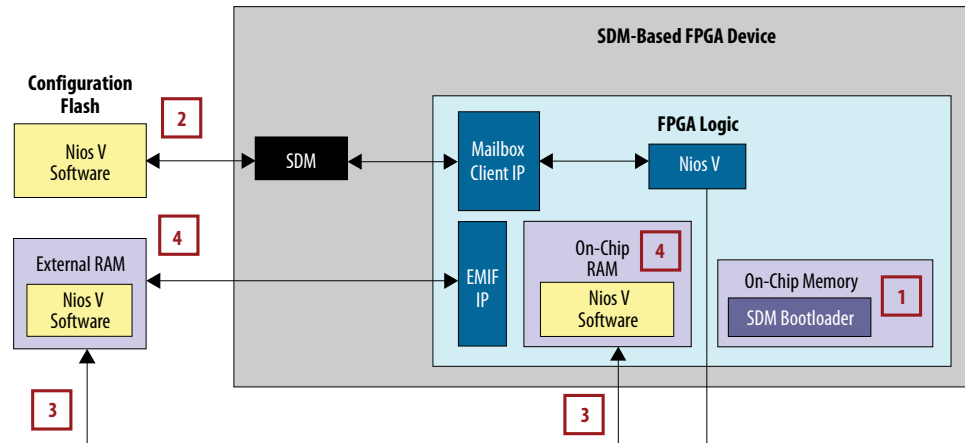 SDM-Based FPGA Device
Configuration
Flash
2
Nios V
Software
SDM
FPGA Logic
Mailbox
Client IP
Nios V
4
External RAM
Nios V
Software
EMIF
IP
On-Chip
RAM
4
Nios V
Software
On-Chip Memory
1
SDM Bootloader
3
3